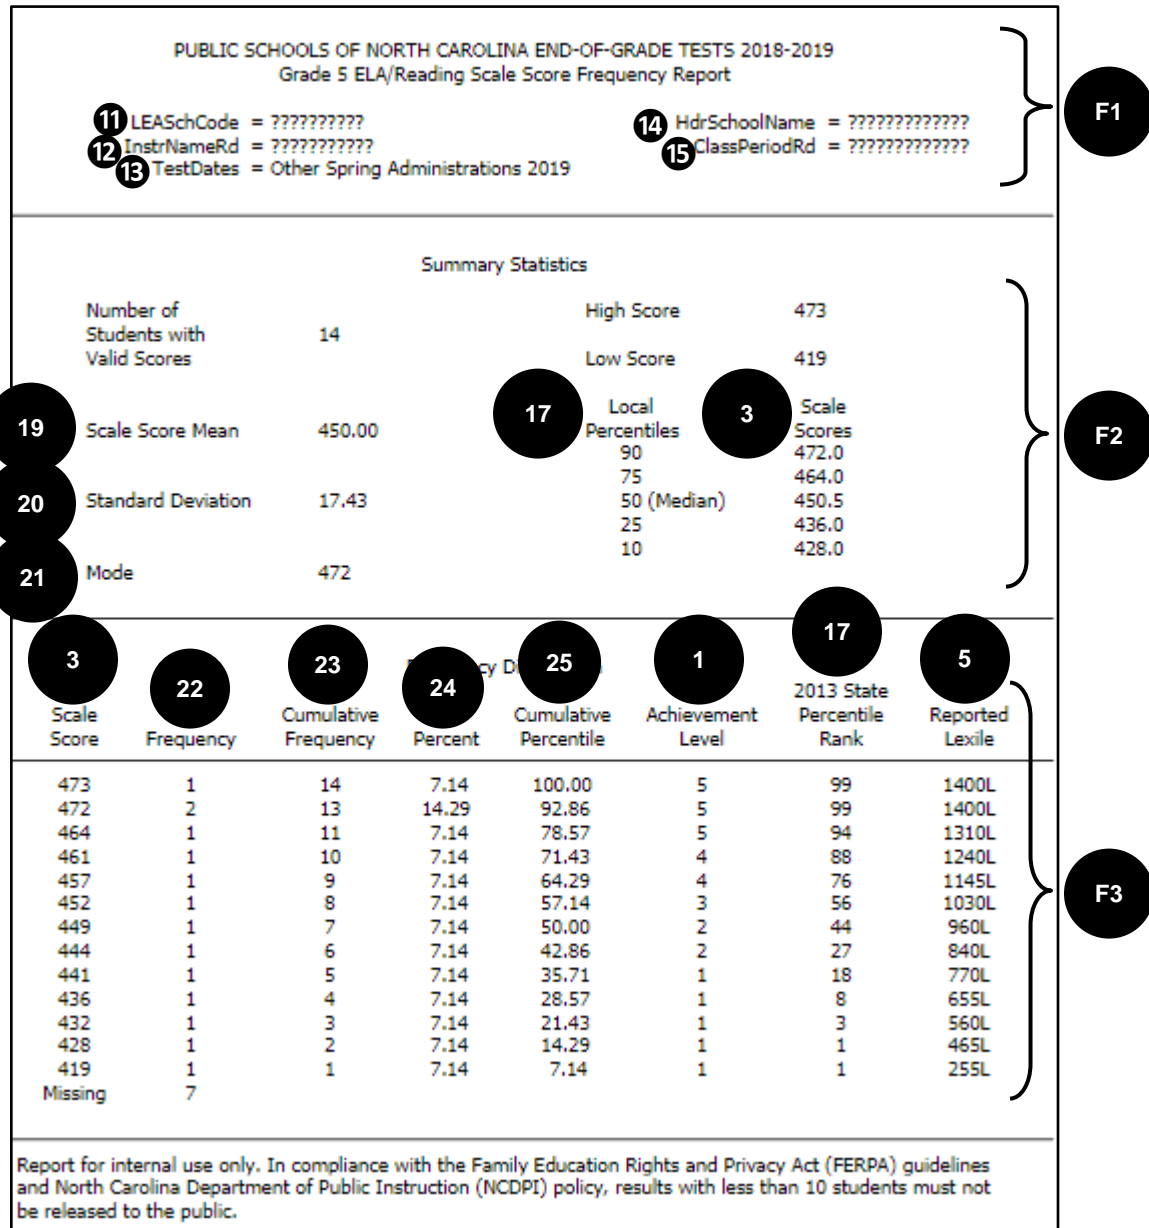 PUBLIC SCHOOLS OF NORTH CAROLINA END-OF-GRADE TESTS 2018-2019
Grade 5 ELA/Reading Scale Score Frequency Report
F1
11 LEASchCode = ?????????? 14 HdrSchoolName = ?????????????
12 InstrNameRd = ??????????? 15 ClassPeriodRd = ?????????????
13 TestDates = Other Spring Administrations 2019
Summary Statistics
Number of High Score 473
Students with 14
Valid Scores Low Score 419
17 Local 3 Scale
19 Scale Score Mean 450.00 Percentiles Scores F2
90 472.0
75 464.0
20 Standard Deviation 17.43 50 (Median) 450.5
25 436.0
10 428.0
21 Mode 472
3 22 23 24 cy D 25 1 17 5
2013 State
Scale Cumulative Cumulative Achievement Percentile Reported
Score Frequency Frequency Percent Percentile Level Rank Lexile
473 1 14 7.14 100.00 5 99 1400L
472 2 13 14.29 92.86 5 99 1400L
464 1 11 7.14 78.57 5 94 1310L
461 1 10 7.14 71.43 4 88 1240L
457 1 9 7.14 64.29 4 76 1145L
F3
452 1 8 7.14 57.14 3 56 1030L
449 1 7 7.14 50.00 2 44 960L
444 1 6 7.14 42.86 2 27 840L
441 1 5 7.14 35.71 1 18 770L
436 1 4 7.14 28.57 1 8 655L
432 1 3 7.14 21.43 1 3 560L
428 1 2 7.14 14.29 1 1 465L
419 1 1 7.14 7.14 1 1 255L
Missing 7
Report for internal use only. In compliance with the Family Education Rights and Privacy Act (FERPA) guidelines
and North Carolina Department of Public Instruction (NCDPI) policy, results with less than 10 students must not
be released to the public.